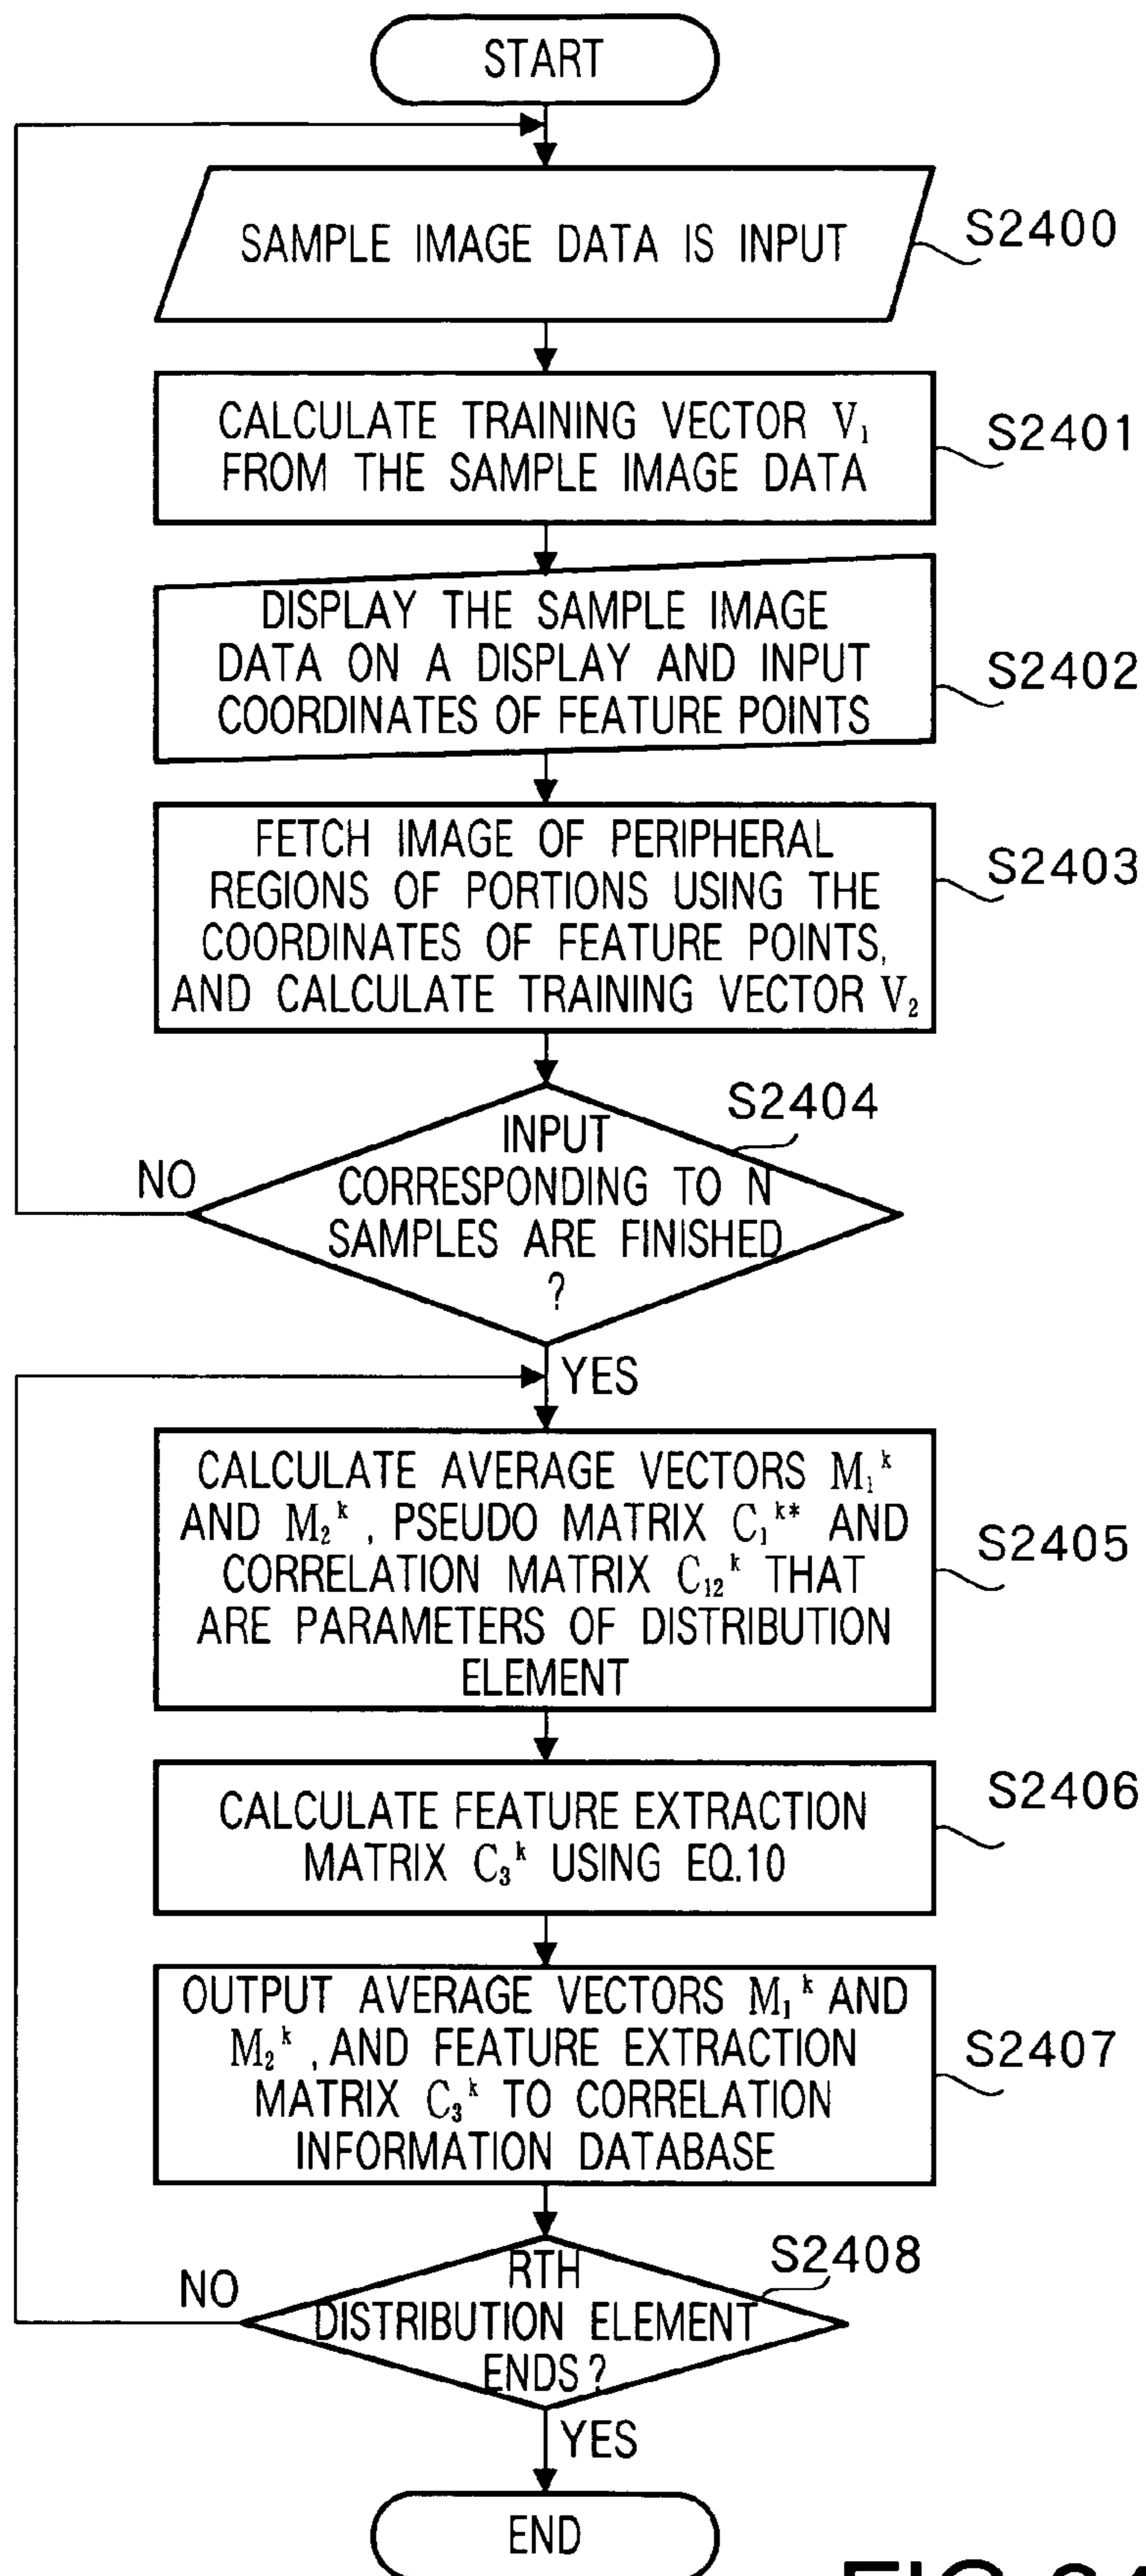 START
SAMPLE IMAGE DATA IS INPUT
S2400
CALCULATE TRAINING VECTOR V₁
FROM THE SAMPLE IMAGE DATA
S2401
DISPLAY THE SAMPLE IMAGE
DATA ON A DISPLAY AND INPUT
COORDINATES OF FEATURE POINTS
S2402
FETCH IMAGE OF PERIPHERAL
REGIONS OF PORTIONS USING THE
COORDINATES OF FEATURE POINTS,
AND CALCULATE TRAINING VECTOR V₂
S2403
S2404
INPUT
CORRESPONDING TO N
SAMPLES ARE FINISHED
?
NO
YES
CALCULATE AVERAGE VECTORS M₁ᵏ
AND M₂ᵏ, PSEUDO MATRIX C₁ᵏ* AND
CORRELATION MATRIX C₁₂ᵏ THAT
ARE PARAMETERS OF DISTRIBUTION
ELEMENT
S2405
CALCULATE FEATURE EXTRACTION
MATRIX C₃ᵏ USING EQ.10
S2406
OUTPUT AVERAGE VECTORS M₁ᵏ AND
M₂ᵏ, AND FEATURE EXTRACTION
MATRIX C₃ᵏ TO CORRELATION
INFORMATION DATABASE
S2407
S2408
RTH
DISTRIBUTION ELEMENT
ENDS?
NO
YES
END